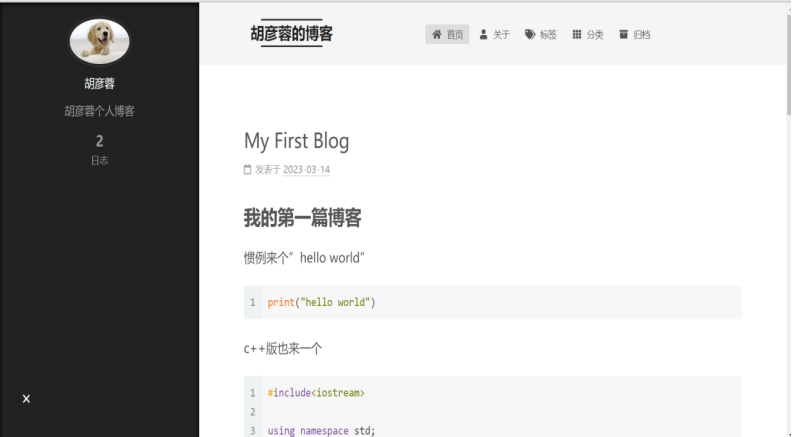 胡彦蓉
胡彦蓉个人博客
2
日志
胡彦蓉的博客
首页
关于
标签
分类
归档
My First Blog
发表于 2023-03-14
我的第一篇博客
惯例来个”hello world”
1 print("hello world")
c++版也来一个
1 #include<iostream>
2
3 using namespace std;